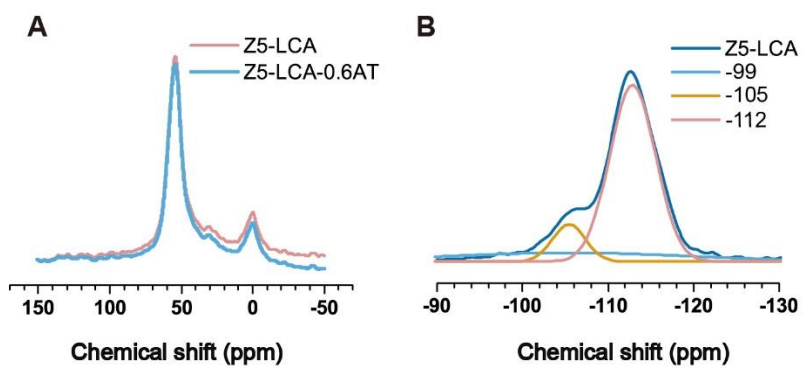 A
Z5-LCA
Z5-LCA-0.6AT
150 100 50 0 -50
Chemical shift (ppm)
B
Z5-LCA
-99
-105
-112
-90 -100 -110 -120 -130
Chemical shift (ppm)